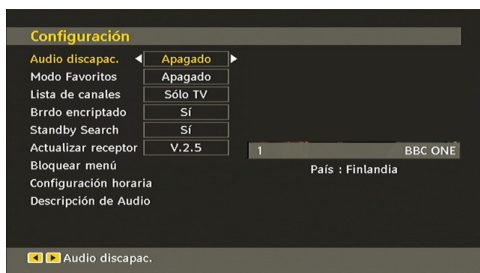 Configuración
Audio discapac. Apagado
Modo Favoritos Apagado
Lista de canales Sólo TV
Brrdo encriptado Sí
Standby Search Sí
Actualizar receptor V.2.5
Bloquear menú
Configuración horaria
Descripción de Audio
1 BBC ONE
País : Finlandia
Audio discapac.